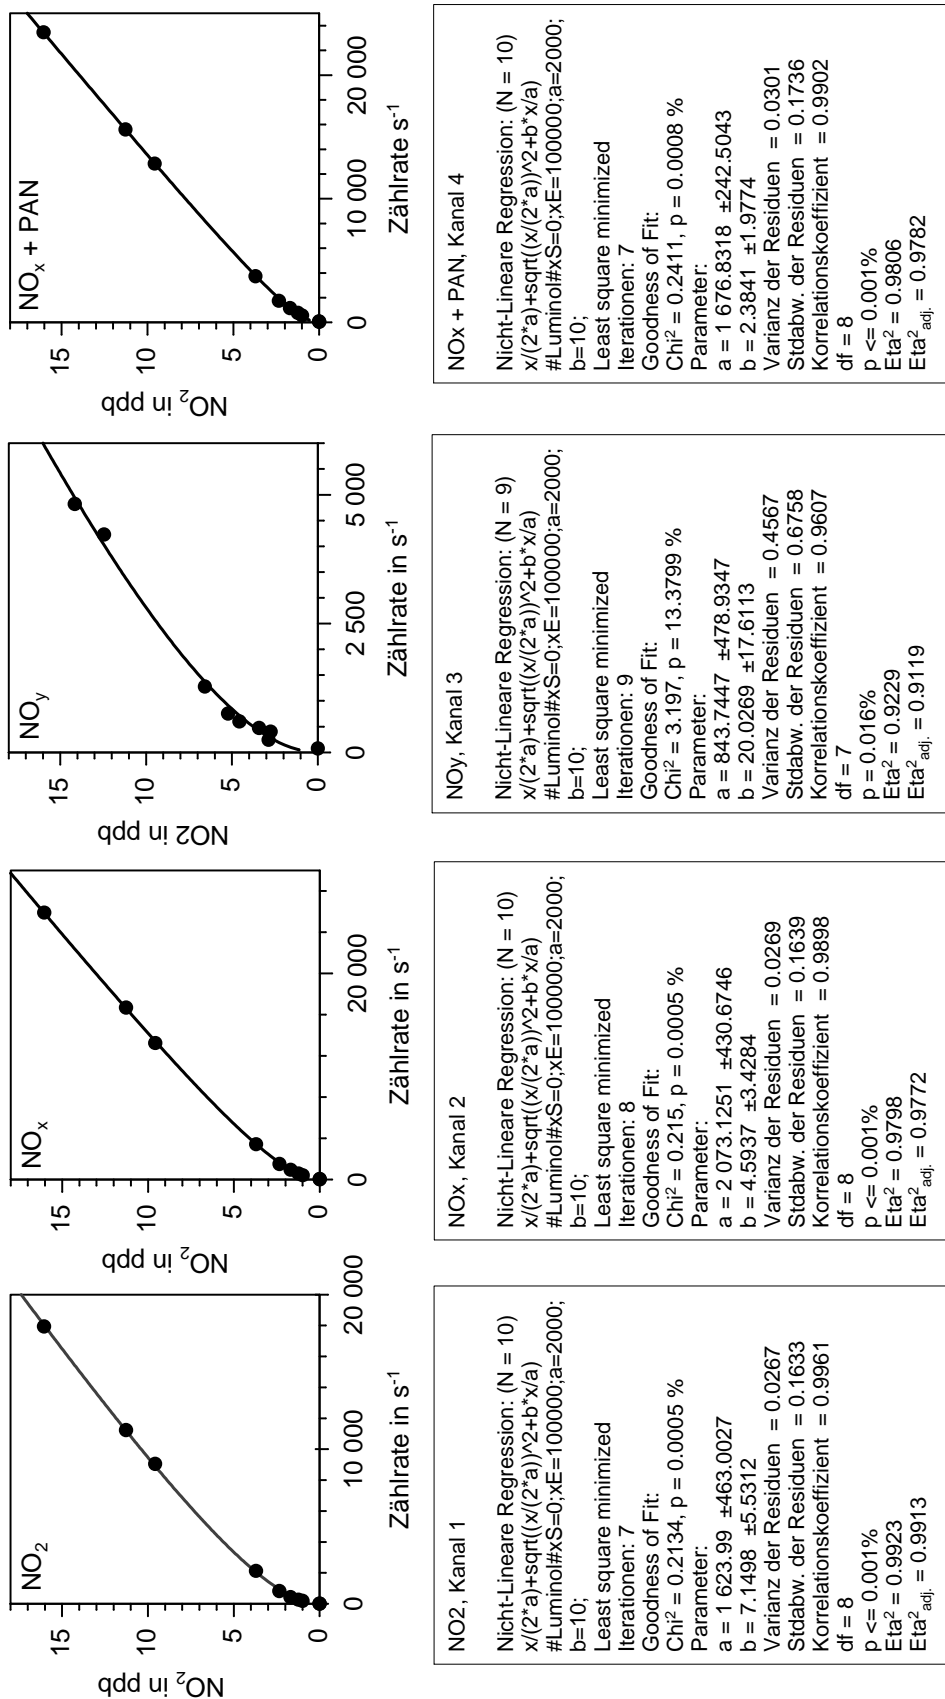 NO2
NO2 in ppb
15
10
5
0
0
10 000
20 000
Zählrate in s-1
NOx
NO2 in ppb
15
10
5
0
0
20 000
Zählrate in s-1
NOy
NO2 in ppb
15
10
5
0
0
2 500
5 000
Zählrate in s-1
NOx + PAN
NO2 in ppb
15
10
5
0
0
10 000
20 000
Zählrate s-1
NO2, Kanal 1
Nicht-Lineare Regression: (N = 10)
x/(2*a)+sqrt((x/(2*a))^2+b*x/a)
#Luminol#xS=0;xE=100000;a=2000;
b=10;
Least square minimized
Iterationen: 7
Goodness of Fit:
Chi2 = 0.2134, p = 0.0005 %
Parameter:
a = 1 623.99 ±463.0027
b = 7.1498 ±5.5312
Varianz der Residuen = 0.0267
Stdabw. der Residuen = 0.1633
Korrelationskoeffizient = 0.9961
df = 8
p <= 0.001%
Eta2 = 0.9923
Eta2adj. = 0.9913
NOx, Kanal 2
Nicht-Lineare Regression: (N = 10)
x/(2*a)+sqrt((x/(2*a))^2+b*x/a)
#Luminol#xS=0;xE=100000;a=2000;
b=10;
Least square minimized
Iterationen: 8
Goodness of Fit:
Chi2 = 0.215, p = 0.0005 %
Parameter:
a = 2 073.1251 ±430.6746
b = 4.5937 ±3.4284
Varianz der Residuen = 0.0269
Stdabw. der Residuen = 0.1639
Korrelationskoeffizient = 0.9898
df = 8
p <= 0.001%
Eta2 = 0.9798
Eta2adj. = 0.9772
NOy, Kanal 3
Nicht-Lineare Regression: (N = 9)
x/(2*a)+sqrt((x/(2*a))^2+b*x/a)
#Luminol#xS=0;xE=100000;a=2000;
b=10;
Least square minimized
Iterationen: 9
Goodness of Fit:
Chi2 = 3.197, p = 13.3799 %
Parameter:
a = 843.7447 ±478.9347
b = 20.0269 ±17.6113
Varianz der Residuen = 0.4567
Stdabw. der Residuen = 0.6758
Korrelationskoeffizient = 0.9607
df = 7
p = 0.016%
Eta2 = 0.9229
Eta2adj. = 0.9119
NOx + PAN, Kanal 4
Nicht-Lineare Regression: (N = 10)
x/(2*a)+sqrt((x/(2*a))^2+b*x/a)
#Luminol#xS=0;xE=100000;a=2000;
b=10;
Least square minimized
Iterationen: 7
Goodness of Fit:
Chi2 = 0.2411, p = 0.0008 %
Parameter:
a = 1 676.8318 ±242.5043
b = 2.3841 ±1.9774
Varianz der Residuen = 0.0301
Stdabw. der Residuen = 0.1736
Korrelationskoeffizient = 0.9902
df = 8
p <= 0.001%
Eta2 = 0.9806
Eta2adj. = 0.9782